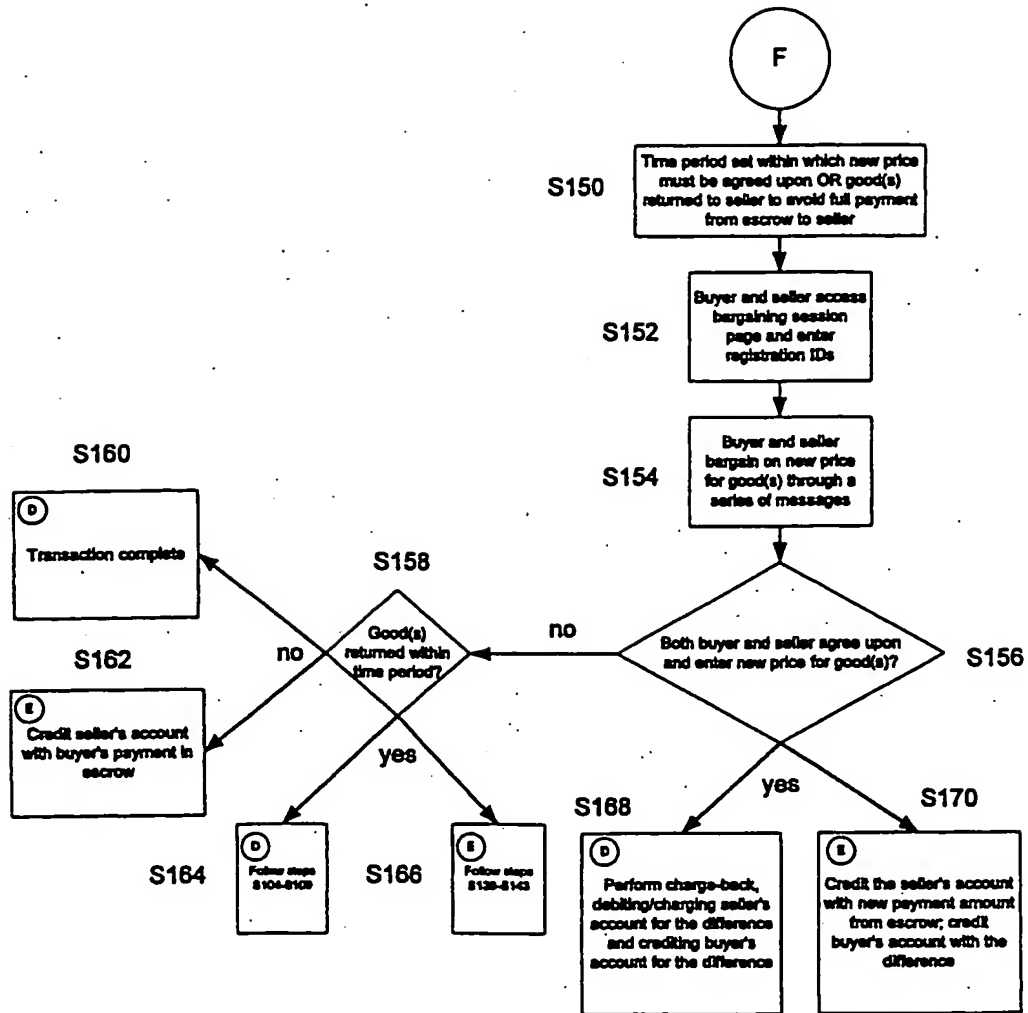 F
S150
Time period set within which new price
must be agreed upon OR good(s)
returned to seller to avoid full payment
from escrow to seller
S152
Buyer and seller access
bargaining session
page and enter
registration IDs
S154
Buyer and seller
bargain on new price
for good(s) through a
series of messages
S160
D
Transaction complete
S158
Good(s)
returned within
time period?
no
no
Both buyer and seller agree upon
and enter new price for good(s)?
S156
S162
E
Credit seller's account
with buyer's payment in
escrow
yes
yes
S164
D
Follow steps
S104-S109
S166
E
Follow steps
S139-S143
S168
D
Perform charge-back,
debiting/charging seller's
account for the difference
and crediting buyer's
account for the difference
S170
E
Credit the seller's account
with new payment amount
from escrow; credit
buyer's account with the
difference